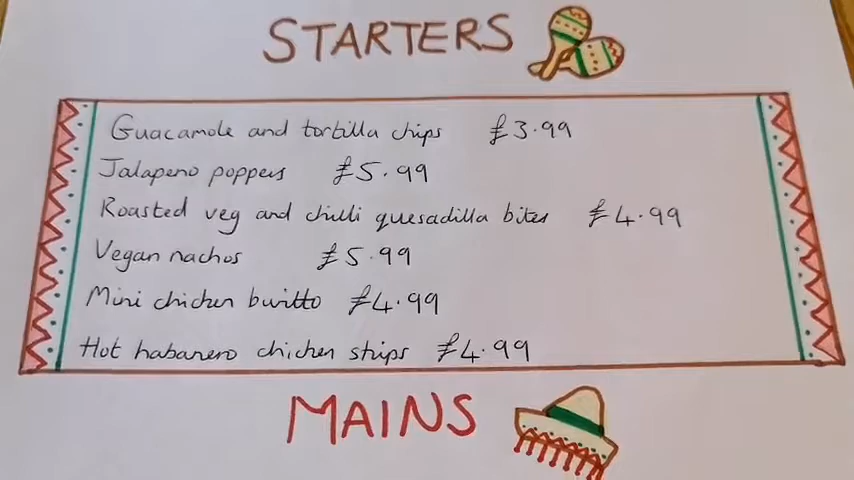 STARTERS
Guacamole and tortilla chips £3.99
Jalapeno poppers £5.99
Roasted veg and chilli quesadilla bites £4.99
Vegan nachos £5.99
Mini chicken buritto £4.99
Hot habanero chicken strips £4.99
MAINS